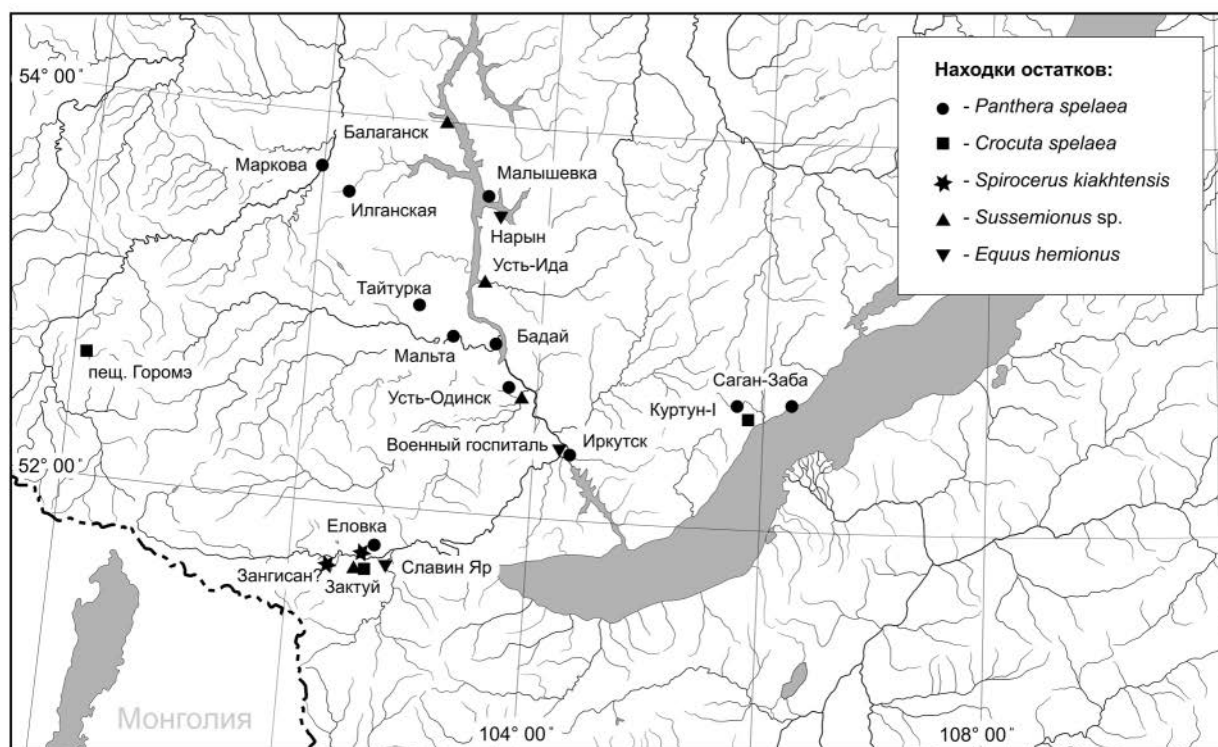 54° 00'
Находки остатков:
- Panthera spelaea
- Crocuta spelaea
- Spirocerus kiakhtensis
- Sussemionus sp.
- Equus hemionus
Балаганск
Маркова
Малышевка
Илганская
Нарын
Усть-Ида
Тайтурка
Бадай
Мальта
пещ. Горомэ
Саган-Заба
Усть-Одинск
Куртун-I
Военный госпиталь
Иркутск
52° 00'
Еловка
Зангисан?
Славин Яр
Зактуй
Монголия
104° 00'
108° 00'